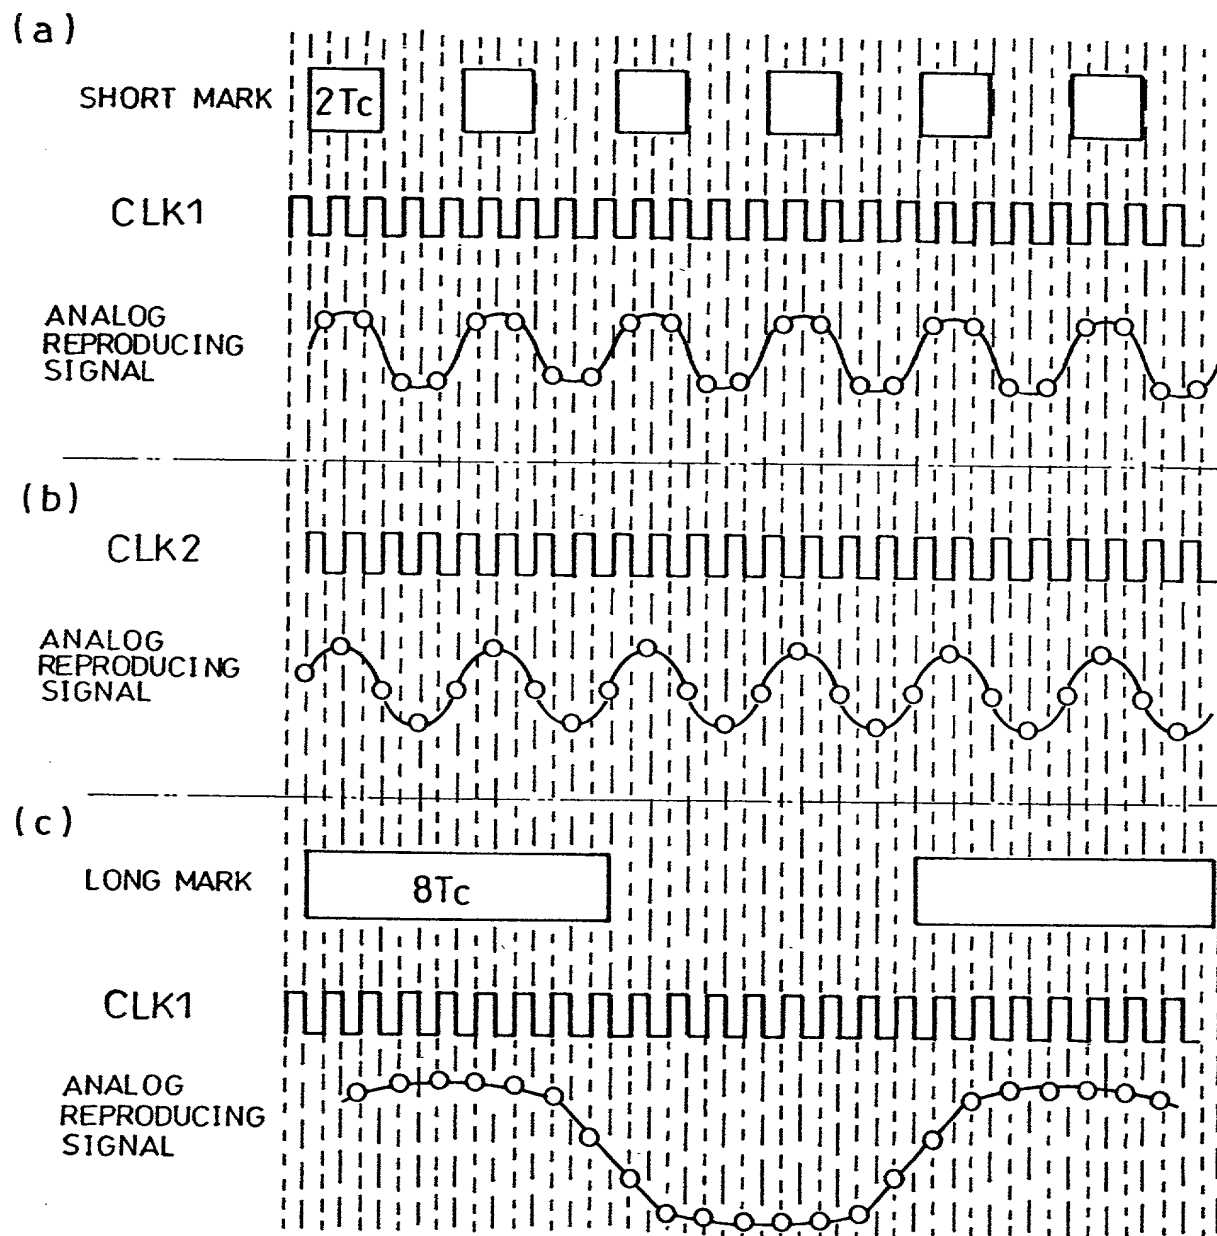 (a)
SHORT MARK
2Tc
CLK1
ANALOG
REPRODUCING
SIGNAL
(b)
CLK2
ANALOG
REPRODUCING
SIGNAL
(c)
LONG MARK
8Tc
CLK1
ANALOG
REPRODUCING
SIGNAL